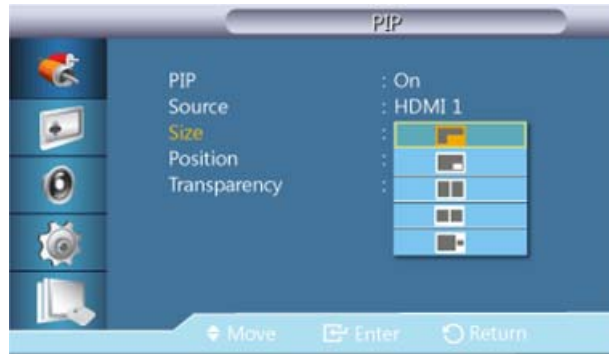 PIP
PIP : On
Source : HDMI 1
Size :
Position :
Transparency :
Move Enter Return